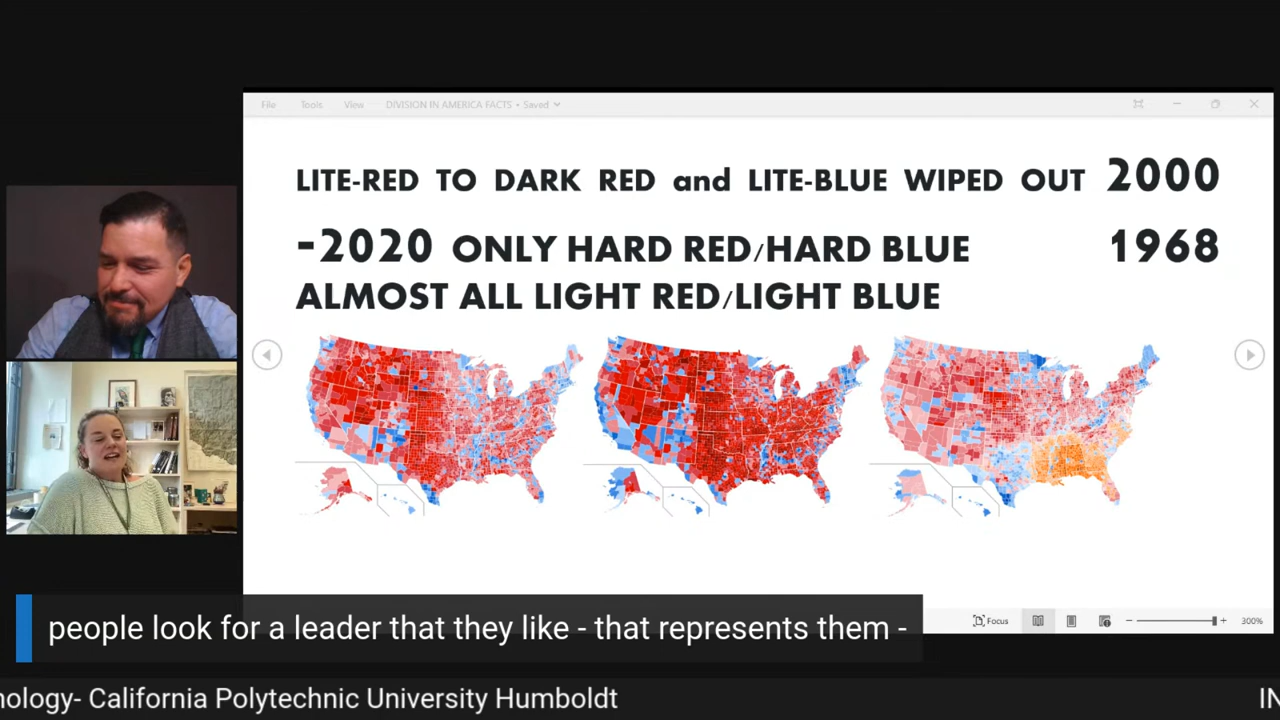 File Tools View DIVISION IN AMERICA FACTS • Saved
LITE-RED TO DARK RED and LITE-BLUE WIPED OUT 2000
-2020 ONLY HARD RED/HARD BLUE 1968
ALMOST ALL LIGHT RED/LIGHT BLUE
people look for a leader that they like - that represents them -
Focus 300%
nology- California Polytechnic University Humboldt IN